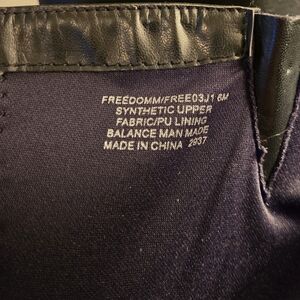 FREEDOMM/FREE03J1 6M
SYNTHETIC UPPER
FABRIC/PU LINING
BALANCE MAN MADE
MADE IN CHINA 2937